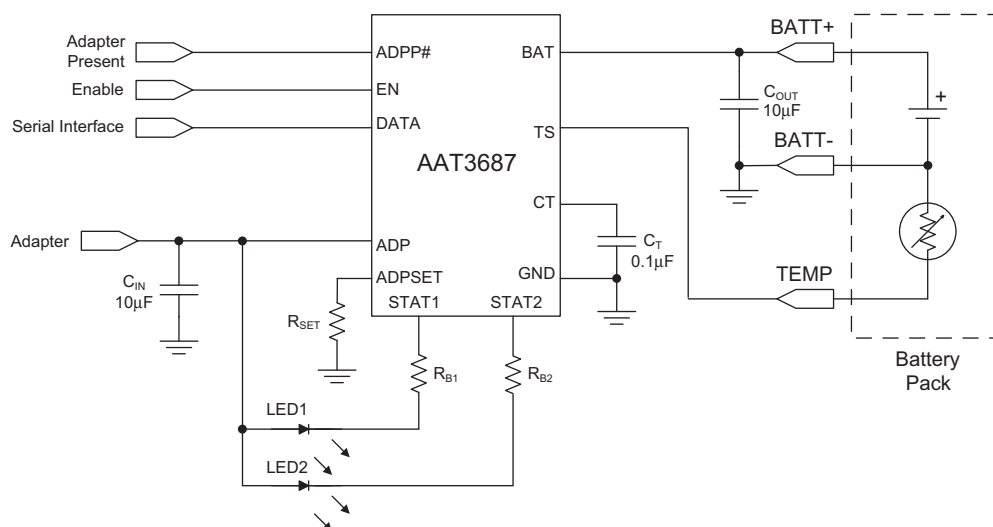 Adapter
Present
Enable
Serial Interface
Adapter
C_IN
10µF
ADPP#
EN
DATA
AAT3687
ADP
ADPSET
STAT1
STAT2
BAT
TS
CT
GND
R_SET
R_B1
R_B2
LED1
LED2
C_T
0.1µF
C_OUT
10µF
BATT+
BATT-
TEMP
+
Battery
Pack